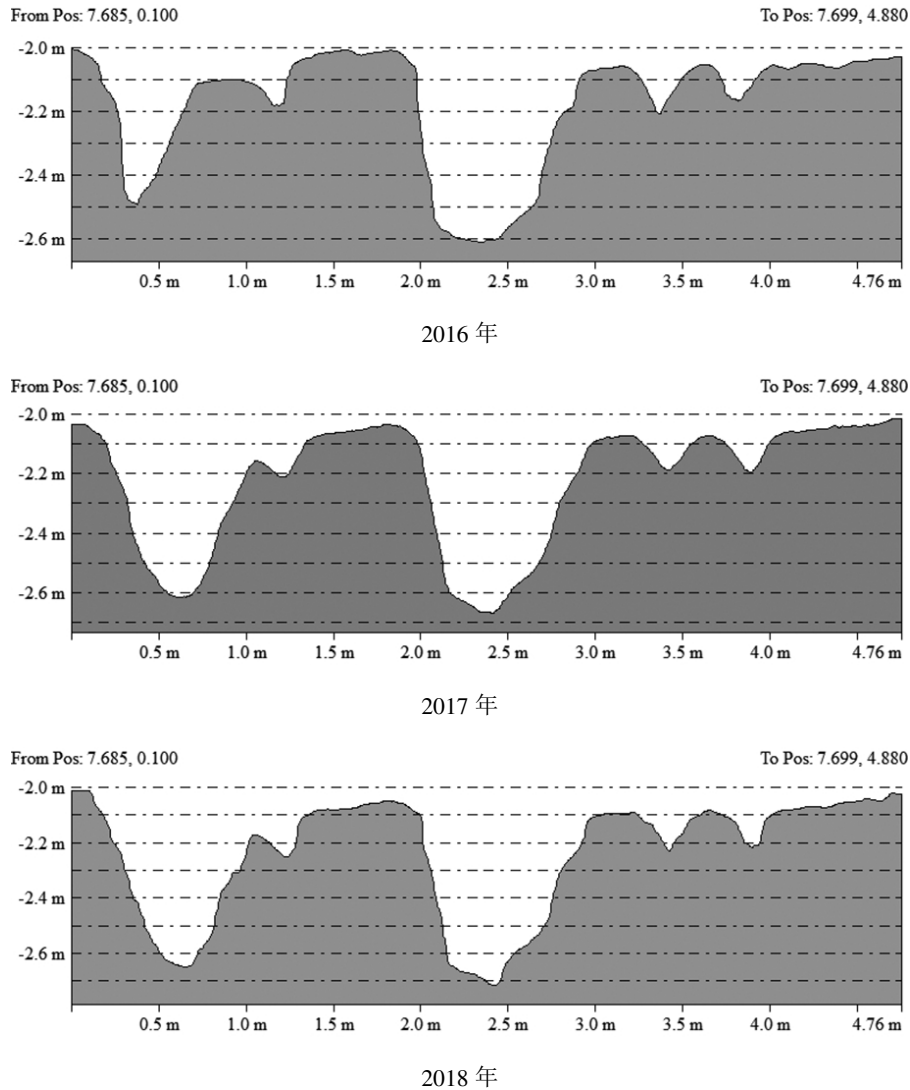 From Pos: 7.685, 0.100 To Pos: 7.699, 4.880
-2.0 m
-2.2 m
-2.4 m
-2.6 m
0.5 m 1.0 m 1.5 m 2.0 m 2.5 m 3.0 m 3.5 m 4.0 m 4.76 m
2016 年
From Pos: 7.685, 0.100 To Pos: 7.699, 4.880
-2.0 m
-2.2 m
-2.4 m
-2.6 m
0.5 m 1.0 m 1.5 m 2.0 m 2.5 m 3.0 m 3.5 m 4.0 m 4.76 m
2017 年
From Pos: 7.685, 0.100 To Pos: 7.699, 4.880
-2.0 m
-2.2 m
-2.4 m
-2.6 m
0.5 m 1.0 m 1.5 m 2.0 m 2.5 m 3.0 m 3.5 m 4.0 m 4.76 m
2018 年